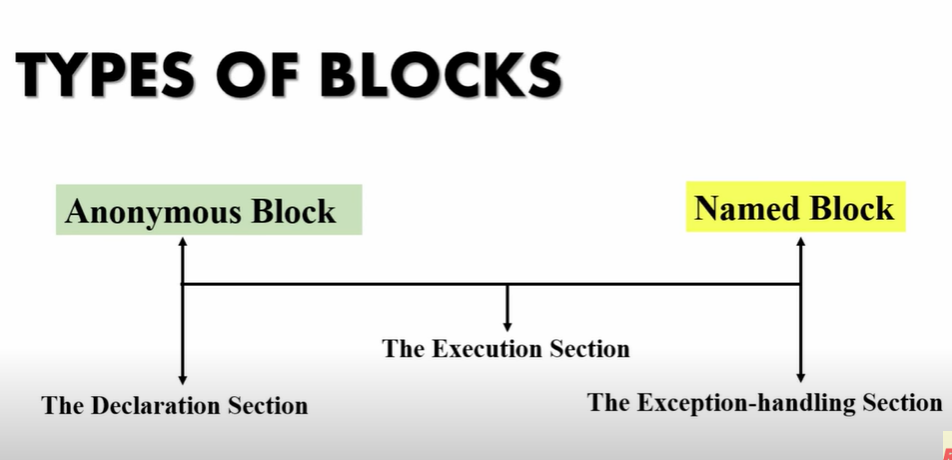 TYPES OF BLOCKS
Anonymous Block
Named Block
The Execution Section
The Declaration Section
The Exception-handling Section